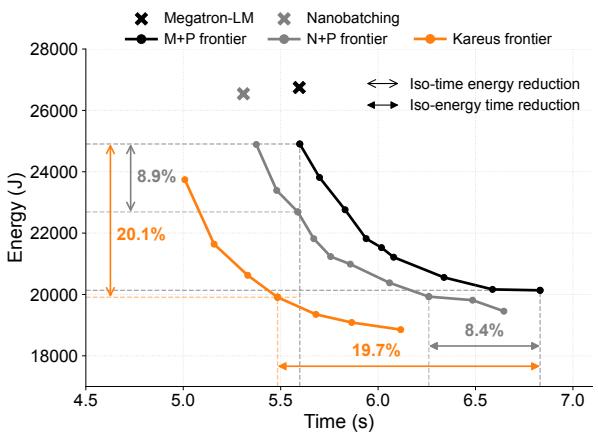 Megatron-LM Nanobatching
M+P frontier N+P frontier Kareus frontier
28000
26000
24000
22000
20000
18000
Energy (J)
Iso-time energy reduction
Iso-energy time reduction
8.9%
20.1%
8.4%
19.7%
4.5 5.0 5.5 6.0 6.5 7.0
Time (s)